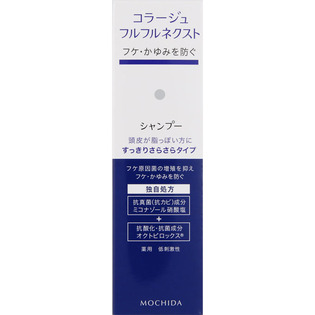 コラージュ
フルフルネクスト
フケ・かゆみを防ぐ
シャンプー
頭皮が脂っぽい方に
すっきりさらさらタイプ
フケ原因菌の増殖を抑え
フケ・かゆみを防ぐ
独自処方
抗真菌(抗カビ)成分
ミコナゾール硝酸塩
+
抗酸化・抗菌成分
オクトピロックス®
薬用 低刺激性
MOCHIDA